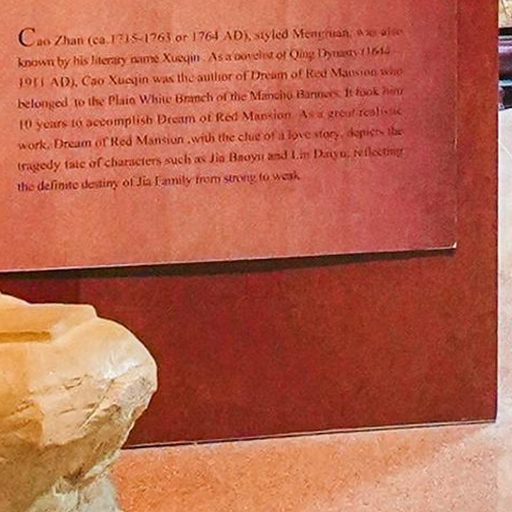 Cao Zhan (ca.1715-1763 or 1764 AD), styled Mengruan, was also
known by his literary name Xueqin . As a novelist of Qing Dynasty (1644-
1911 AD), Cao Xueqin was the author of Dream of Red Mansion who
belonged to the Plain White Branch of the Manchu Banners. It took him
10 years to accomplish Dream of Red Mansion. As a great realistic
work, Dream of Red Mansion ,with the clue of a love story, depicts the
tragedy fate of characters such as Jia Baoyu and Lin Daiyu, reflecting
the definite destiny of Jia Family from strong to weak.